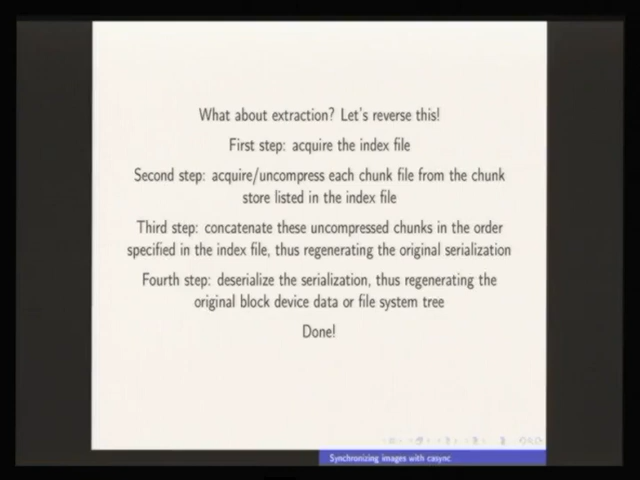 What about extraction? Let's reverse this!
First step: acquire the index file
Second step: acquire/uncompress each chunk file from the chunk
store listed in the index file
Third step: concatenate these uncompressed chunks in the order
specified in the index file, thus regenerating the original serialization
Fourth step: deserialize the serialization, thus regenerating the
original block device data or file system tree
Done!
Synchronizing images with casync